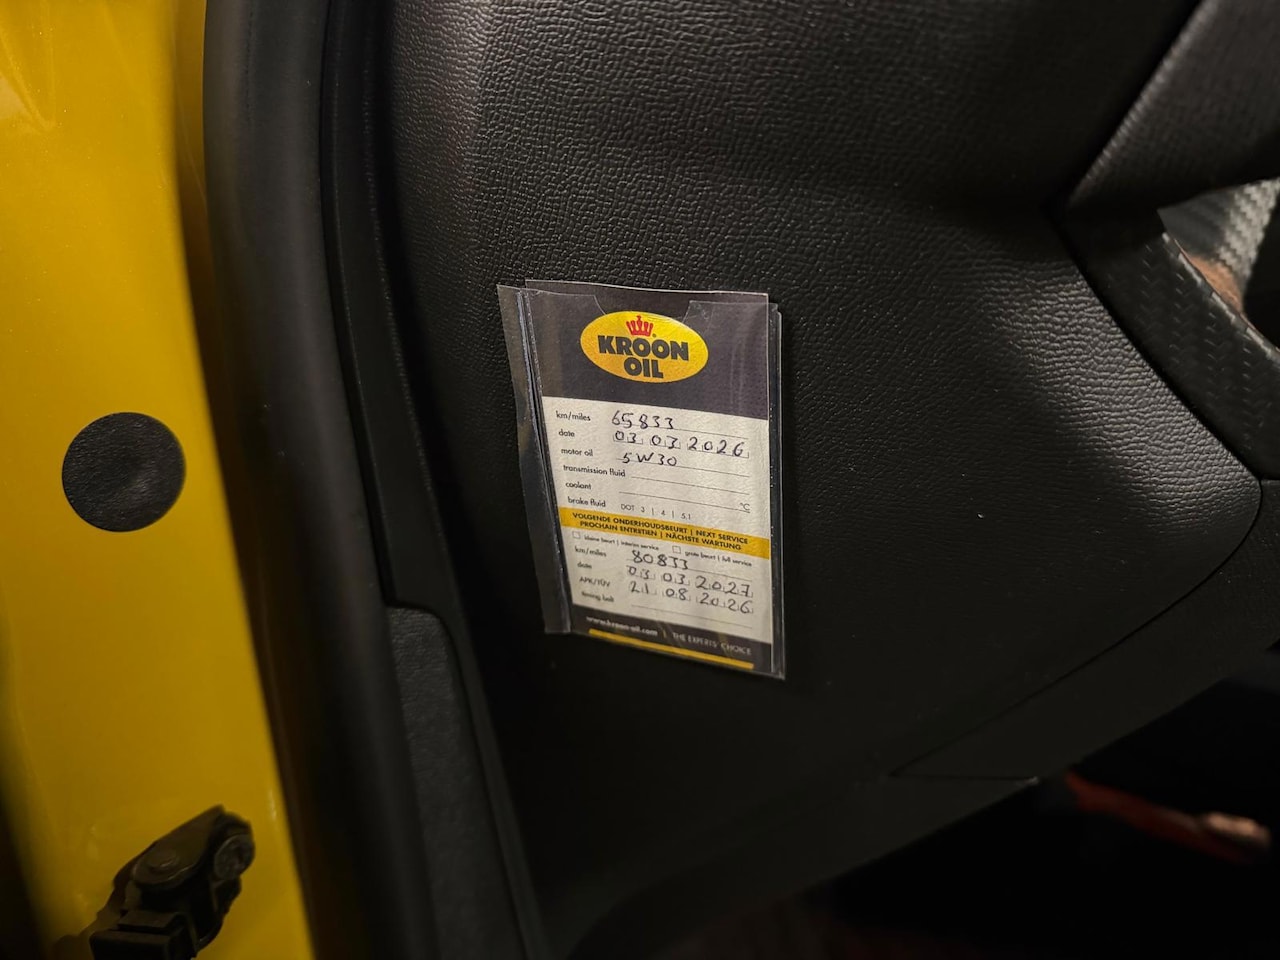 KROON
OIL
km/miles 65833
date 03 03 2026
motor oil 5W30
transmission fluid
coolant
°C
brake fluid DOT 3 | 4 | 5.1
VOLGENDE ONDERHOUDSBEURT | NEXT SERVICE
PROCHAIN ENTRETIEN | NÄCHSTE WARTUNG
kleine beurt | interim service grote beurt | full service
km/miles 80833
date 03 03 2027
APK/TÜV 21 08 2026
timing belt
www.kroon-oil.com | THE EXPERTS' CHOICE